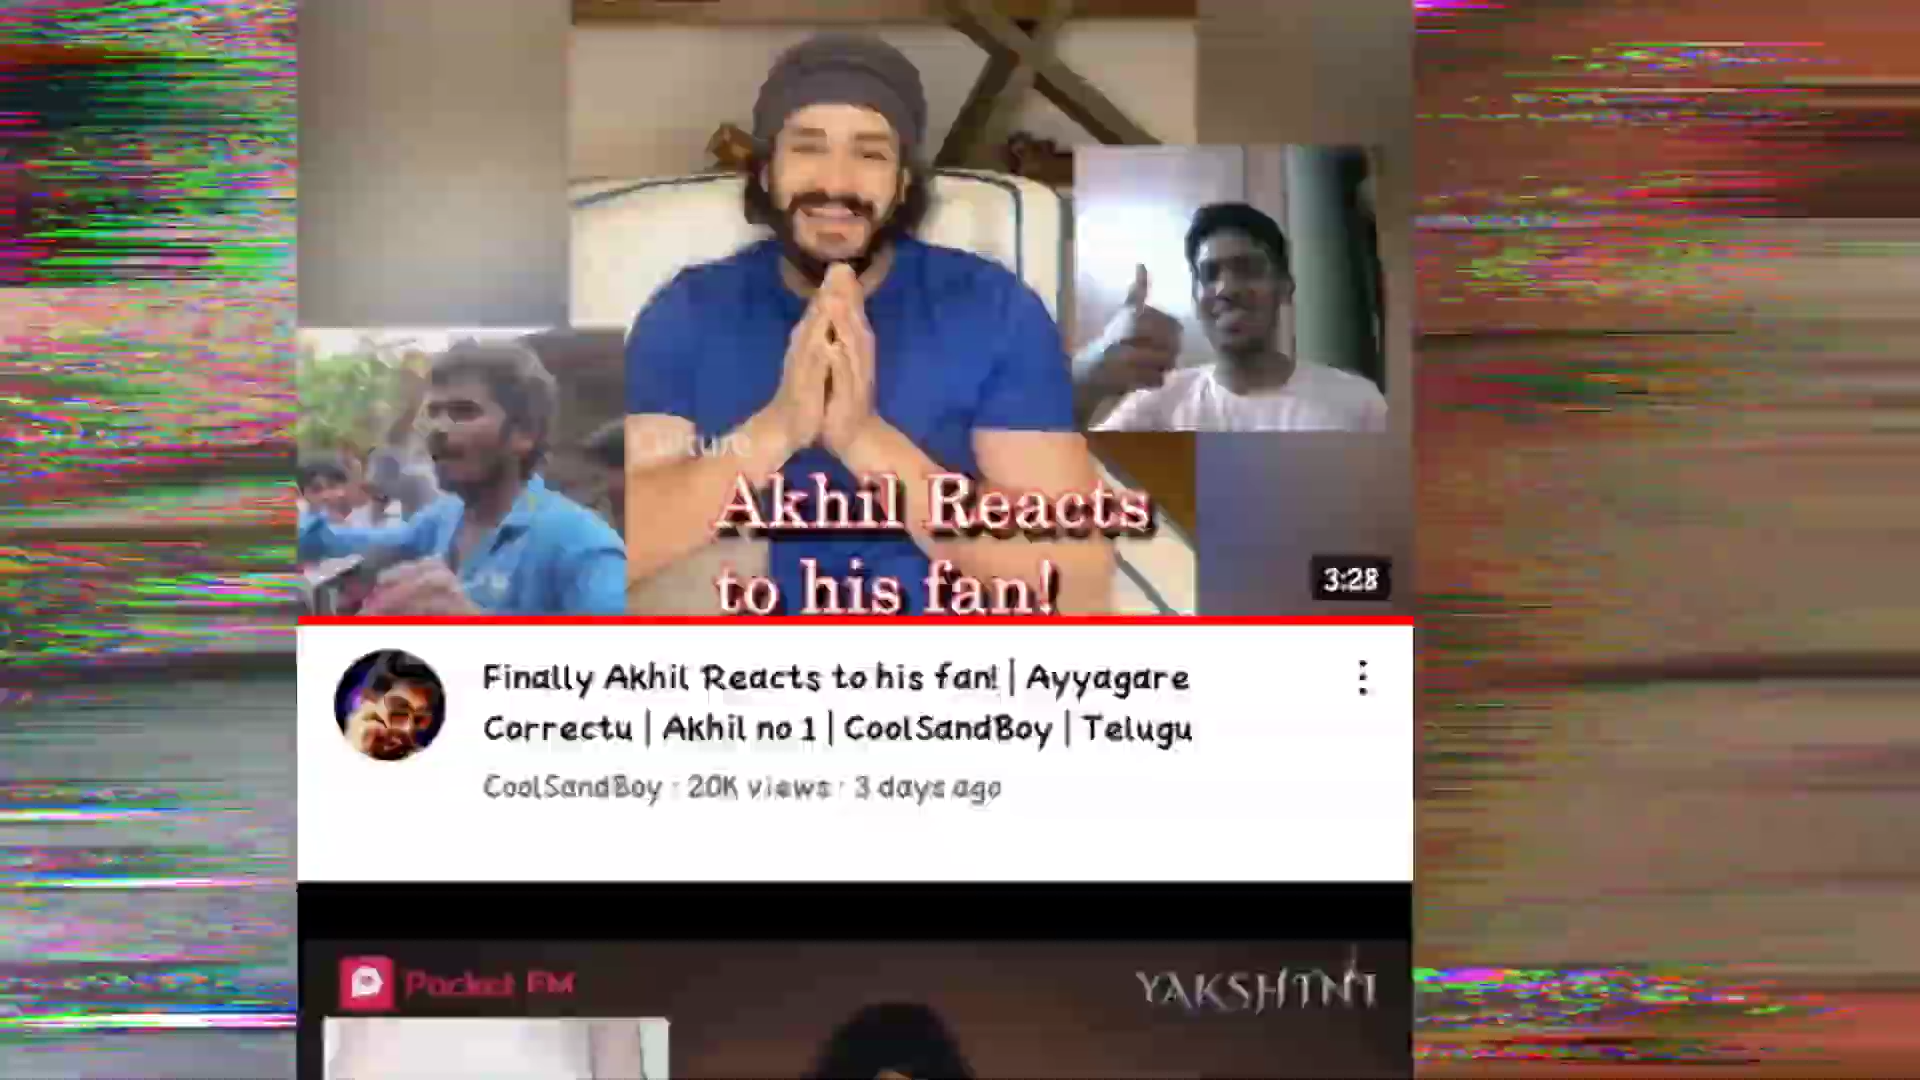 Culture
Akhil Reacts
to his fan!
3:28
Finally Akhil Reacts to his fan! | Ayyagare
Correctu | Akhil no 1 | CoolSandBoy | Telugu
CoolSandBoy · 20K views · 3 days ago
Pocket FM
YAKSHINI